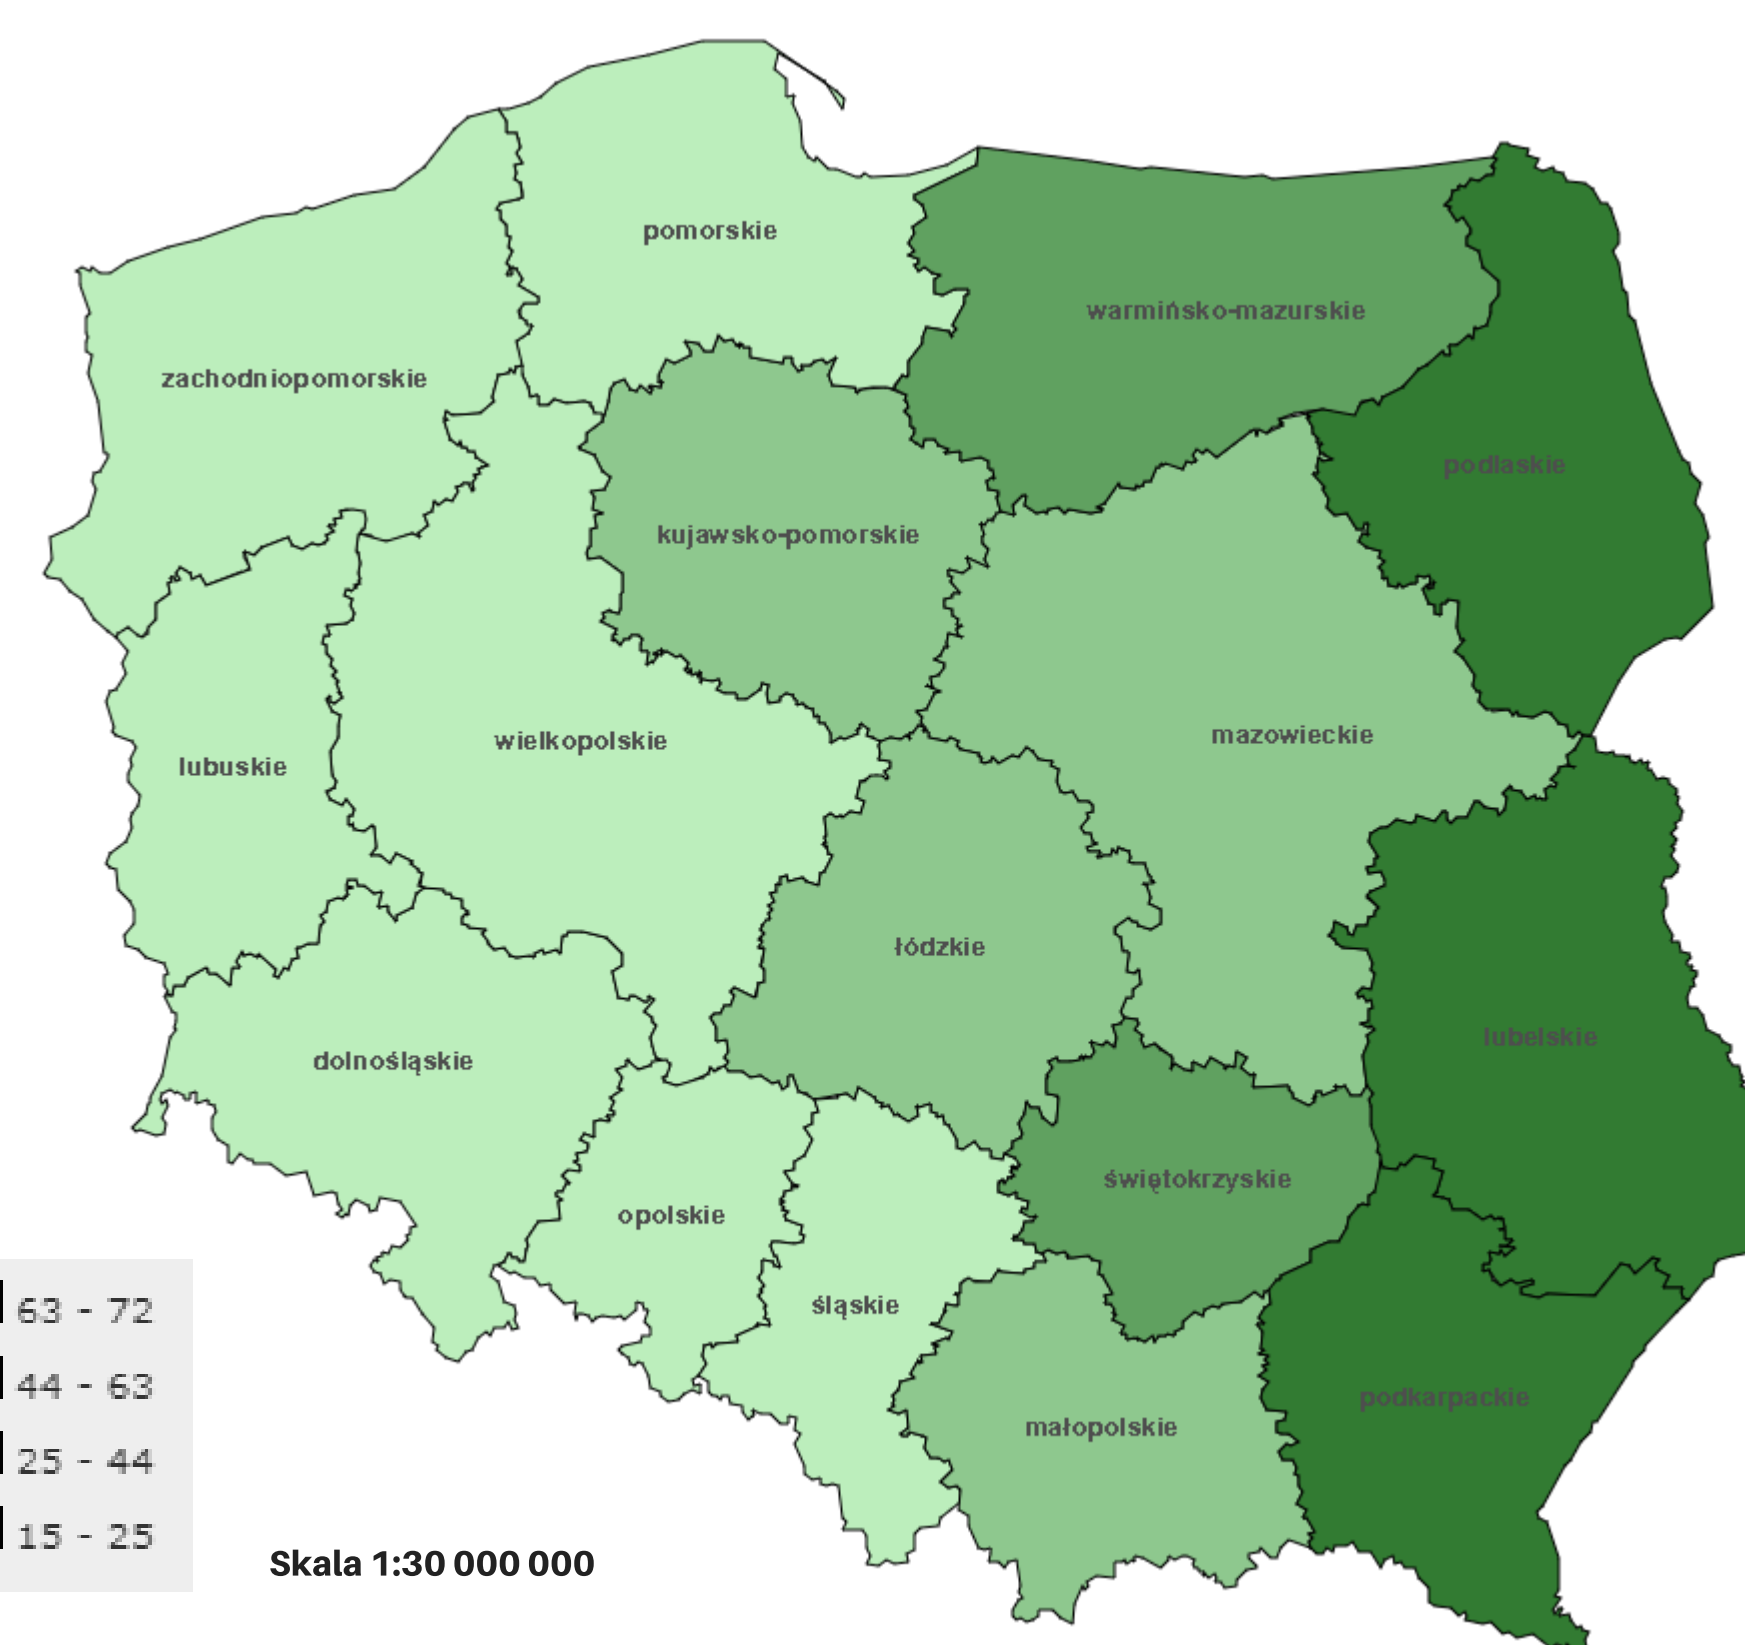 pomorskie
warmińsko-mazurskie
zachodniopomorskie
podlaskie
kujawsko-pomorskie
mazowieckie
wielkopolskie
lubuskie
łódzkie
lubelskie
dolnośląskie
świętokrzyskie
opolskie
śląskie
podkarpackie
małopolskie
63 - 72
44 - 63
25 - 44
15 - 25
Skala 1:30 000 000